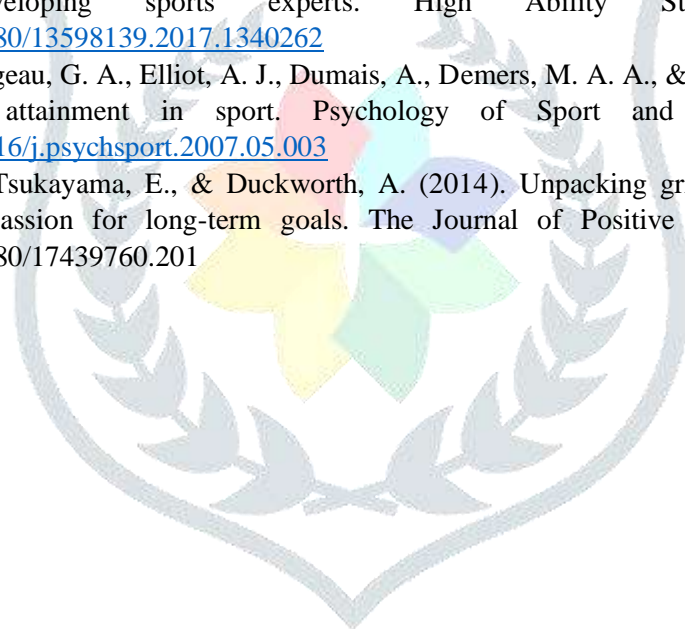 veloping sports experts. High Ability St
80/13598139.2017.1340262
geau, G. A., Elliot, A. J., Dumais, A., Demers, M. A. A., &
attainment in sport. Psychology of Sport and
16/j.psychsport.2007.05.003
Tsukayama, E., & Duckworth, A. (2014). Unpacking gr
assion for long-term goals. The Journal of Positive
80/17439760.201